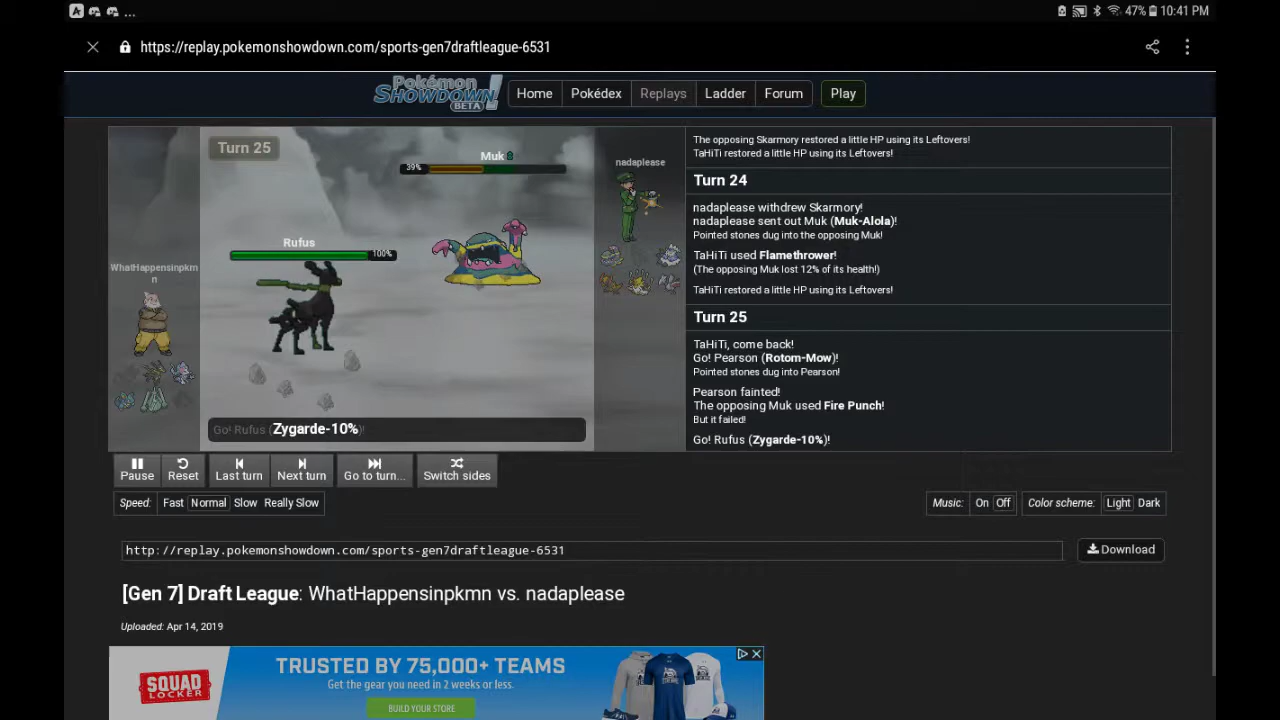 ...
47%
10:41 PM
https://replay.pokemonshowdown.com/sports-gen7draftleague-6531
Pokémon
SHOWDOWN!
BETA
Home
Pokédex
Replays
Ladder
Forum
Play
Turn 25
Muk
39%
Rufus
100%
WhatHappensinpkm
n
nadaplease
Go! Rufus (Zygarde-10%)!
The opposing Skarmory restored a little HP using its Leftovers!
TaHiTi restored a little HP using its Leftovers!
Turn 24
nadaplease withdrew Skarmory!
nadaplease sent out Muk (Muk-Alola)!
Pointed stones dug into the opposing Muk!
TaHiTi used Flamethrower!
(The opposing Muk lost 12% of its health!)
TaHiTi restored a little HP using its Leftovers!
Turn 25
TaHiTi, come back!
Go! Pearson (Rotom-Mow)!
Pointed stones dug into Pearson!
Pearson fainted!
The opposing Muk used Fire Punch!
But it failed!
Go! Rufus (Zygarde-10%)!
Pause
Reset
Last turn
Next turn
Go to turn...
Switch sides
Speed: Fast Normal Slow Really Slow
Music: On Off
Color scheme: Light Dark
http://replay.pokemonshowdown.com/sports-gen7draftleague-6531
Download
[Gen 7] Draft League: WhatHappensinpkmn vs. nadaplease
Uploaded: Apr 14, 2019
SQUAD
LOCKER
TRUSTED BY 75,000+ TEAMS
Get the gear you need in 2 weeks or less.
BUILD YOUR STORE